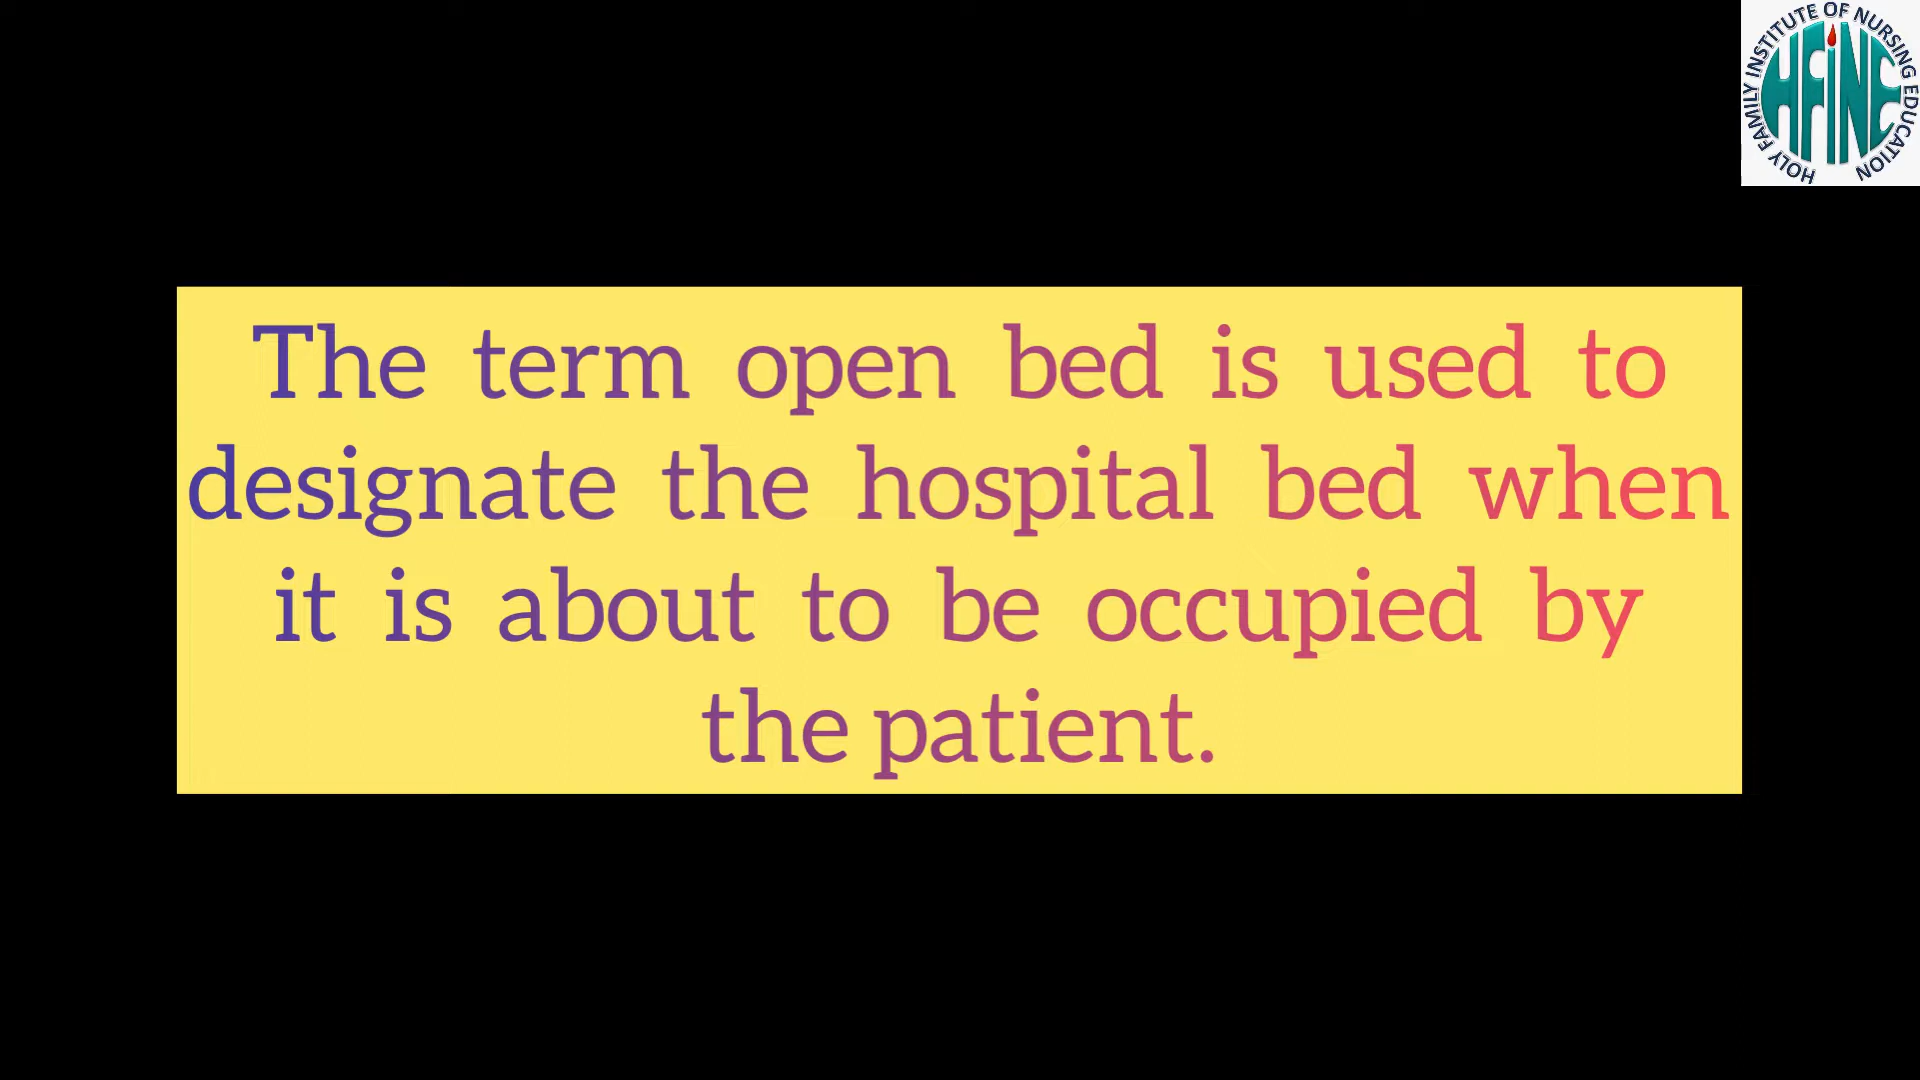 HOLY FAMILY INSTITUTE OF NURSING EDUCATION
HFiNE
The term open bed is used to
designate the hospital bed when
it is about to be occupied by
the patient.